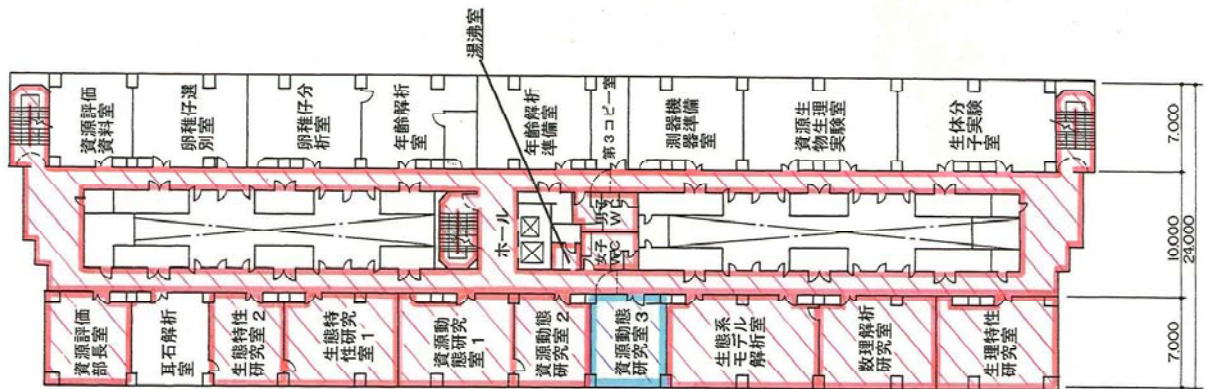 湯沸室
資源評価
資料室
卵稚仔選
別室
卵稚仔分
析室
年齢解析
室
年齢解析
準備室
第3コピー室
測器機
器準備
室
資源生
物生理
実験室
生体分
子実験
室
ホール
男子
WC
女子
WC
資源評価
部長室
耳石解析
室
生態特性
研究室2
生態特
性研究
室1
資源動
態研究
室1
資源動態
研究室2
資源動態
研究室3
生態系
モデル
解析室
数理解析
研究室
生理特性
研究室
7.000
10.000
7.000
24.000